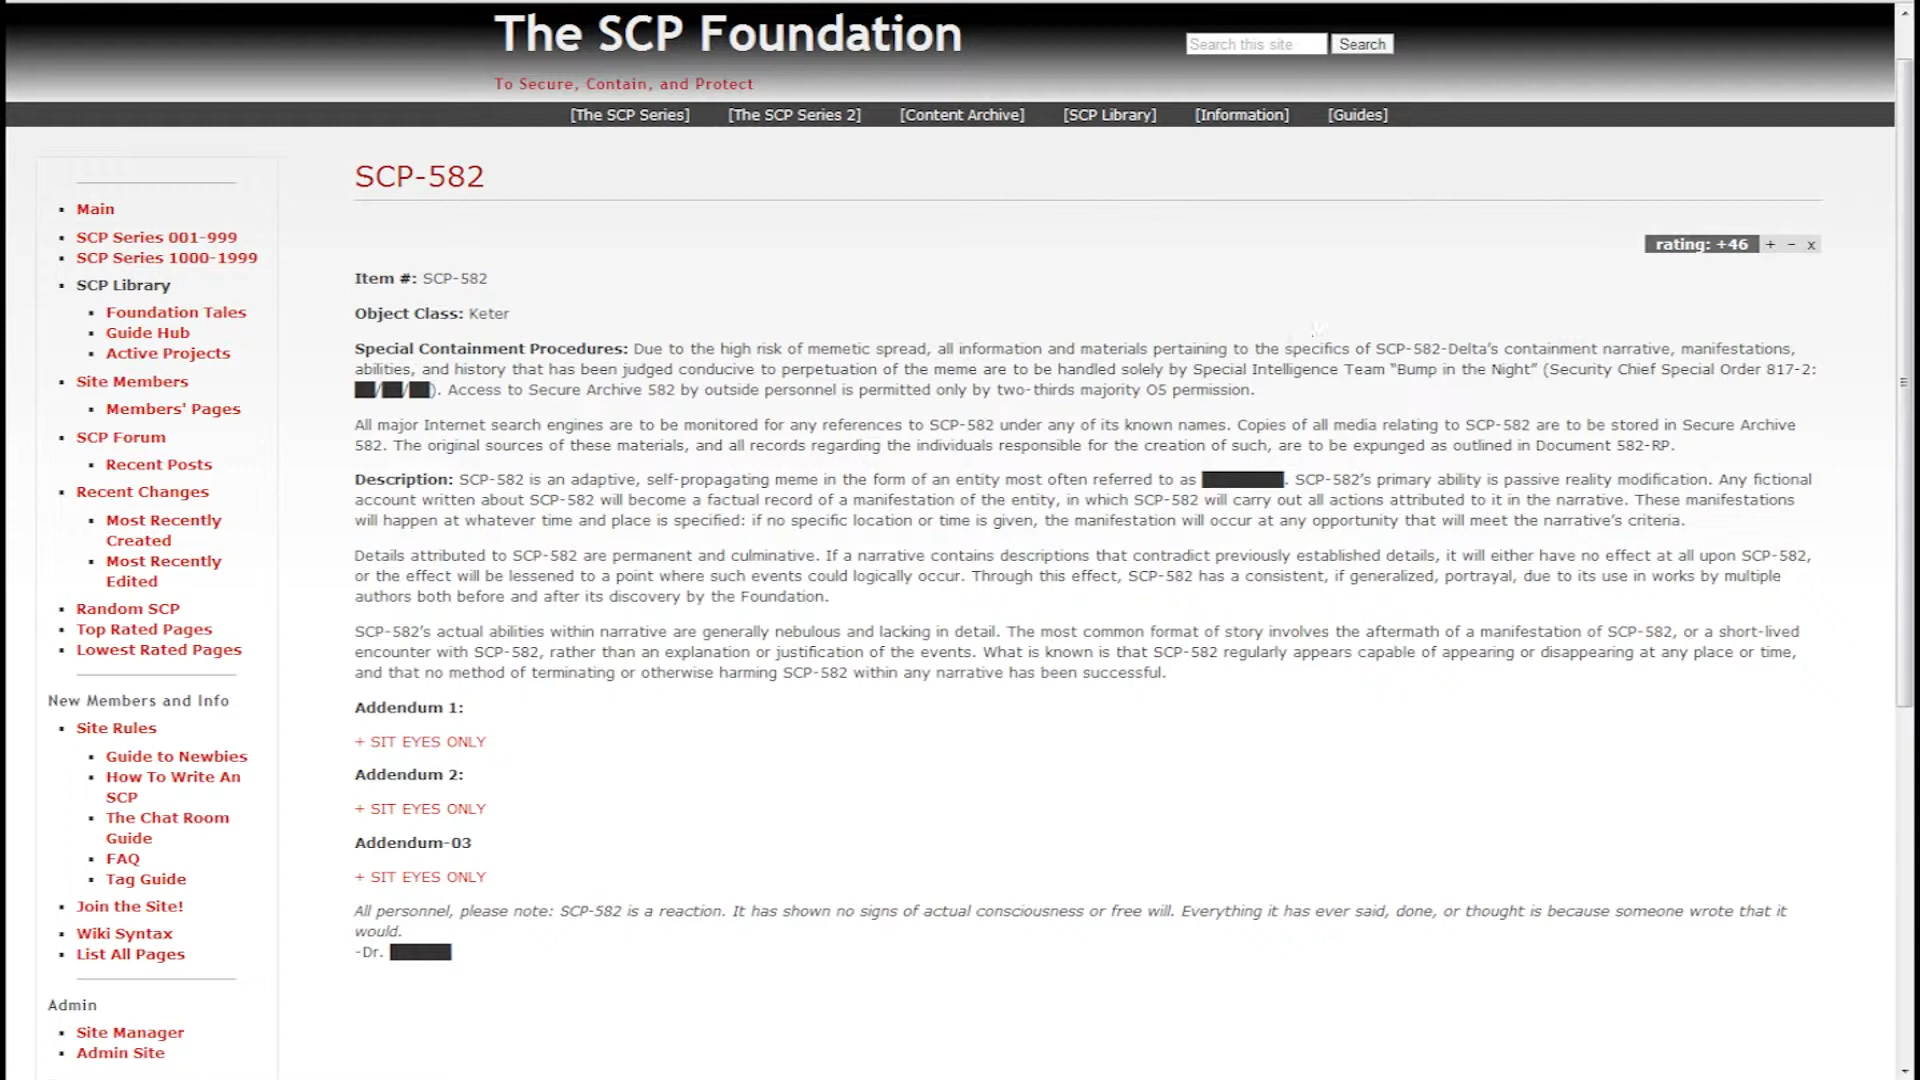 The SCP Foundation
Search this site
Search
To Secure, Contain, and Protect
[The SCP Series] [The SCP Series 2] [Content Archive] [SCP Library] [Information] [Guides]
Main
SCP Series 001-999
SCP Series 1000-1999
SCP Library
Foundation Tales
Guide Hub
Active Projects
Site Members
Members' Pages
SCP Forum
Recent Posts
Recent Changes
Most Recently
Created
Most Recently
Edited
Random SCP
Top Rated Pages
Lowest Rated Pages
New Members and Info
Site Rules
Guide to Newbies
How To Write An
SCP
The Chat Room
Guide
FAQ
Tag Guide
Join the Site!
Wiki Syntax
List All Pages
Admin
Site Manager
Admin Site
SCP-582
rating: +46 + – x
Item #: SCP-582
Object Class: Keter
Special Containment Procedures: Due to the high risk of memetic spread, all information and materials pertaining to the specifics of SCP-582-Delta’s containment narrative, manifestations,
abilities, and history that has been judged conducive to perpetuation of the meme are to be handled solely by Special Intelligence Team “Bump in the Night” (Security Chief Special Order 817-2:
██/██/██). Access to Secure Archive 582 by outside personnel is permitted only by two-thirds majority O5 permission.
All major Internet search engines are to be monitored for any references to SCP-582 under any of its known names. Copies of all media relating to SCP-582 are to be stored in Secure Archive
582. The original sources of these materials, and all records regarding the individuals responsible for the creation of such, are to be expunged as outlined in Document 582-RP.
Description: SCP-582 is an adaptive, self-propagating meme in the form of an entity most often referred to as ████████. SCP-582’s primary ability is passive reality modification. Any fictional
account written about SCP-582 will become a factual record of a manifestation of the entity, in which SCP-582 will carry out all actions attributed to it in the narrative. These manifestations
will happen at whatever time and place is specified: if no specific location or time is given, the manifestation will occur at any opportunity that will meet the narrative’s criteria.
Details attributed to SCP-582 are permanent and culminative. If a narrative contains descriptions that contradict previously established details, it will either have no effect at all upon SCP-582,
or the effect will be lessened to a point where such events could logically occur. Through this effect, SCP-582 has a consistent, if generalized, portrayal, due to its use in works by multiple
authors both before and after its discovery by the Foundation.
SCP-582’s actual abilities within narrative are generally nebulous and lacking in detail. The most common format of story involves the aftermath of a manifestation of SCP-582, or a short-lived
encounter with SCP-582, rather than an explanation or justification of the events. What is known is that SCP-582 regularly appears capable of appearing or disappearing at any place or time,
and that no method of terminating or otherwise harming SCP-582 within any narrative has been successful.
Addendum 1:
+ SIT EYES ONLY
Addendum 2:
+ SIT EYES ONLY
Addendum-03
+ SIT EYES ONLY
All personnel, please note: SCP-582 is a reaction. It has shown no signs of actual consciousness or free will. Everything it has ever said, done, or thought is because someone wrote that it
would.
-Dr. ██████